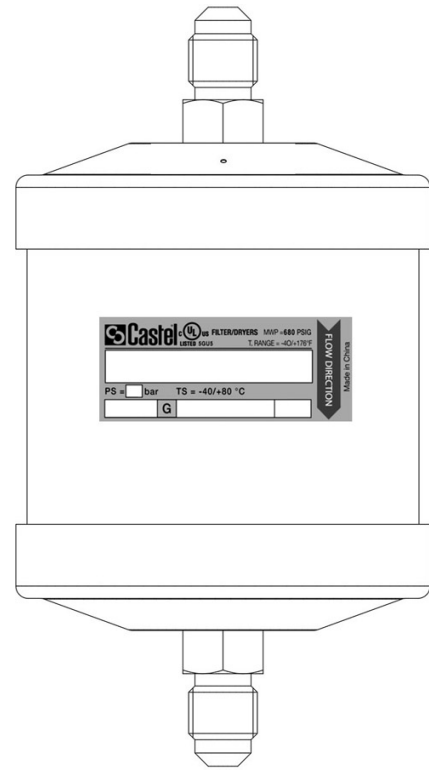 Castel c UL us FILTER/DRYERS MWP =680 PSIG
LISTED SGUS T. RANGE = -40/+176°F
PS = bar TS = -40/+80 °C
G
FLOW DIRECTION
Made in China